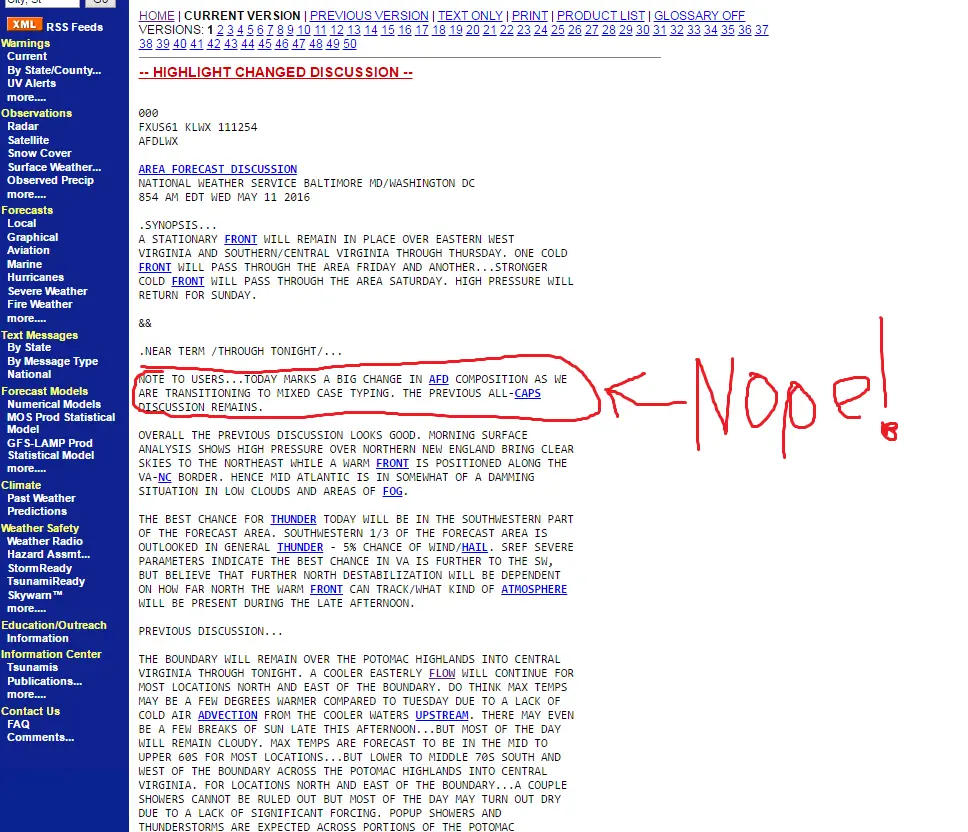 City, St Go
XML RSS Feeds
Warnings
Current
By State/County...
UV Alerts
more....
Observations
Radar
Satellite
Snow Cover
Surface Weather...
Observed Precip
more....
Forecasts
Local
Graphical
Aviation
Marine
Hurricanes
Severe Weather
Fire Weather
more....
Text Messages
By State
By Message Type
National
Forecast Models
Numerical Models
MOS Prod Statistical
Model
GFS-LAMP Prod
Statistical Model
more....
Climate
Past Weather
Predictions
Weather Safety
Weather Radio
Hazard Assmt...
StormReady
TsunamiReady
Skywarn™
more....
Education/Outreach
Information
Information Center
Tsunamis
Publications...
more....
Contact Us
FAQ
Comments...
HOME | CURRENT VERSION | PREVIOUS VERSION | TEXT ONLY | PRINT | PRODUCT LIST | GLOSSARY OFF
VERSIONS: 1 2 3 4 5 6 7 8 9 10 11 12 13 14 15 16 17 18 19 20 21 22 23 24 25 26 27 28 29 30 31 32 33 34 35 36 37
38 39 40 41 42 43 44 45 46 47 48 49 50
-- HIGHLIGHT CHANGED DISCUSSION --
000
FXUS61 KLWX 111254
AFDLWX
AREA FORECAST DISCUSSION
NATIONAL WEATHER SERVICE BALTIMORE MD/WASHINGTON DC
854 AM EDT WED MAY 11 2016
.SYNOPSIS...
A STATIONARY FRONT WILL REMAIN IN PLACE OVER EASTERN WEST
VIRGINIA AND SOUTHERN/CENTRAL VIRGINIA THROUGH THURSDAY. ONE COLD
FRONT WILL PASS THROUGH THE AREA FRIDAY AND ANOTHER...STRONGER
COLD FRONT WILL PASS THROUGH THE AREA SATURDAY. HIGH PRESSURE WILL
RETURN FOR SUNDAY.
&&
.NEAR TERM /THROUGH TONIGHT/...
NOTE TO USERS...TODAY MARKS A BIG CHANGE IN AFD COMPOSITION AS WE
ARE TRANSITIONING TO MIXED CASE TYPING. THE PREVIOUS ALL-CAPS
DISCUSSION REMAINS.
Nope!
OVERALL THE PREVIOUS DISCUSSION LOOKS GOOD. MORNING SURFACE
ANALYSIS SHOWS HIGH PRESSURE OVER NORTHERN NEW ENGLAND BRING CLEAR
SKIES TO THE NORTHEAST WHILE A WARM FRONT IS POSITIONED ALONG THE
VA-NC BORDER. HENCE MID ATLANTIC IS IN SOMEWHAT OF A DAMMING
SITUATION IN LOW CLOUDS AND AREAS OF FOG.
THE BEST CHANCE FOR THUNDER TODAY WILL BE IN THE SOUTHWESTERN PART
OF THE FORECAST AREA. SOUTHWESTERN 1/3 OF THE FORECAST AREA IS
OUTLOOKED IN GENERAL THUNDER - 5% CHANCE OF WIND/HAIL. SREF SEVERE
PARAMETERS INDICATE THE BEST CHANCE IN VA IS FURTHER TO THE SW,
BUT BELIEVE THAT FURTHER NORTH DESTABILIZATION WILL BE DEPENDENT
ON HOW FAR NORTH THE WARM FRONT CAN TRACK/WHAT KIND OF ATMOSPHERE
WILL BE PRESENT DURING THE LATE AFTERNOON.
PREVIOUS DISCUSSION...
THE BOUNDARY WILL REMAIN OVER THE POTOMAC HIGHLANDS INTO CENTRAL
VIRGINIA THROUGH TONIGHT. A COOLER EASTERLY FLOW WILL CONTINUE FOR
MOST LOCATIONS NORTH AND EAST OF THE BOUNDARY. DO THINK MAX TEMPS
MAY BE A FEW DEGREES WARMER COMPARED TO TUESDAY DUE TO A LACK OF
COLD AIR ADVECTION FROM THE COOLER WATERS UPSTREAM. THERE MAY EVEN
BE A FEW BREAKS OF SUN LATE THIS AFTERNOON...BUT MOST OF THE DAY
WILL REMAIN CLOUDY. MAX TEMPS ARE FORECAST TO BE IN THE MID TO
UPPER 60S FOR MOST LOCATIONS...BUT LOWER TO MIDDLE 70S SOUTH AND
WEST OF THE BOUNDARY ACROSS THE POTOMAC HIGHLANDS INTO CENTRAL
VIRGINIA. FOR LOCATIONS NORTH AND EAST OF THE BOUNDARY...A COUPLE
SHOWERS CANNOT BE RULED OUT BUT MOST OF THE DAY MAY TURN OUT DRY
DUE TO A LACK OF SIGNIFICANT FORCING. POPUP SHOWERS AND
THUNDERSTORMS ARE EXPECTED ACROSS PORTIONS OF THE POTOMAC